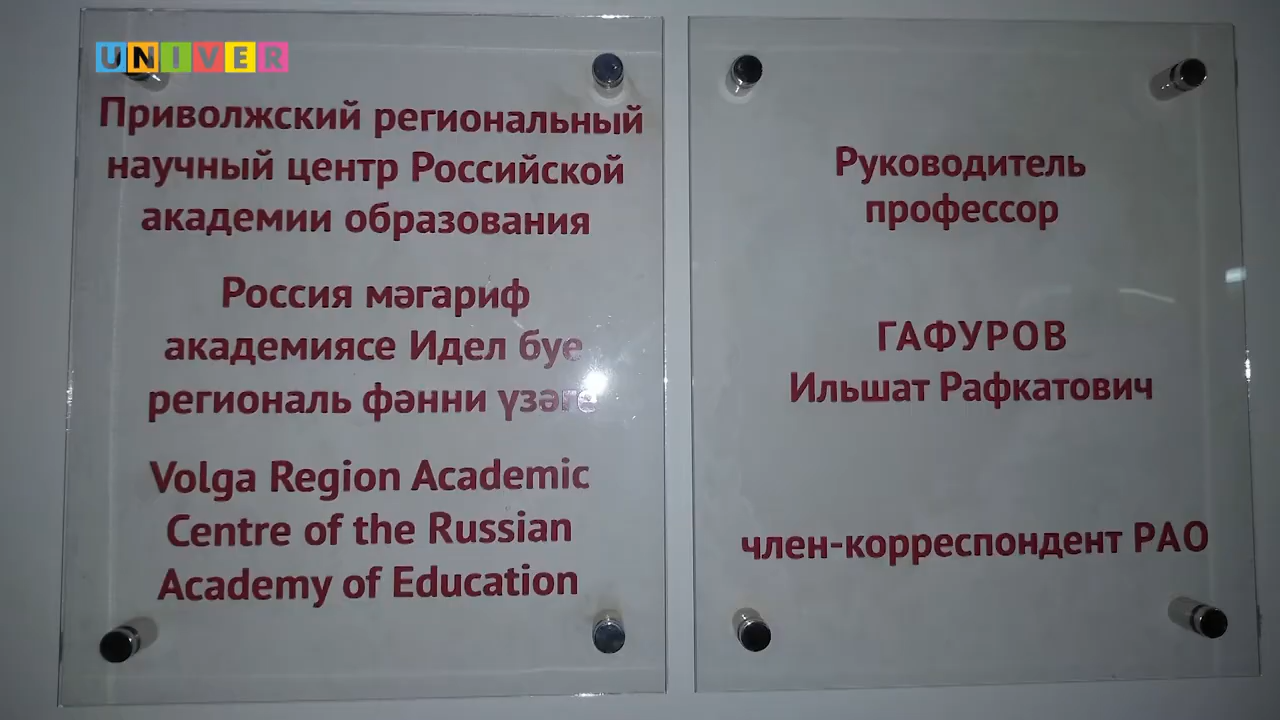 UNIVER
Приволжский региональный
научный центр Российской
академии образования
Россия мәгариф
академиясе Идел буе
региональ фәнни үзәге
Volga Region Academic
Centre of the Russian
Academy of Education
Руководитель
профессор
ГАФУРОВ
Ильшат Рафкатович
член-корреспондент РАО